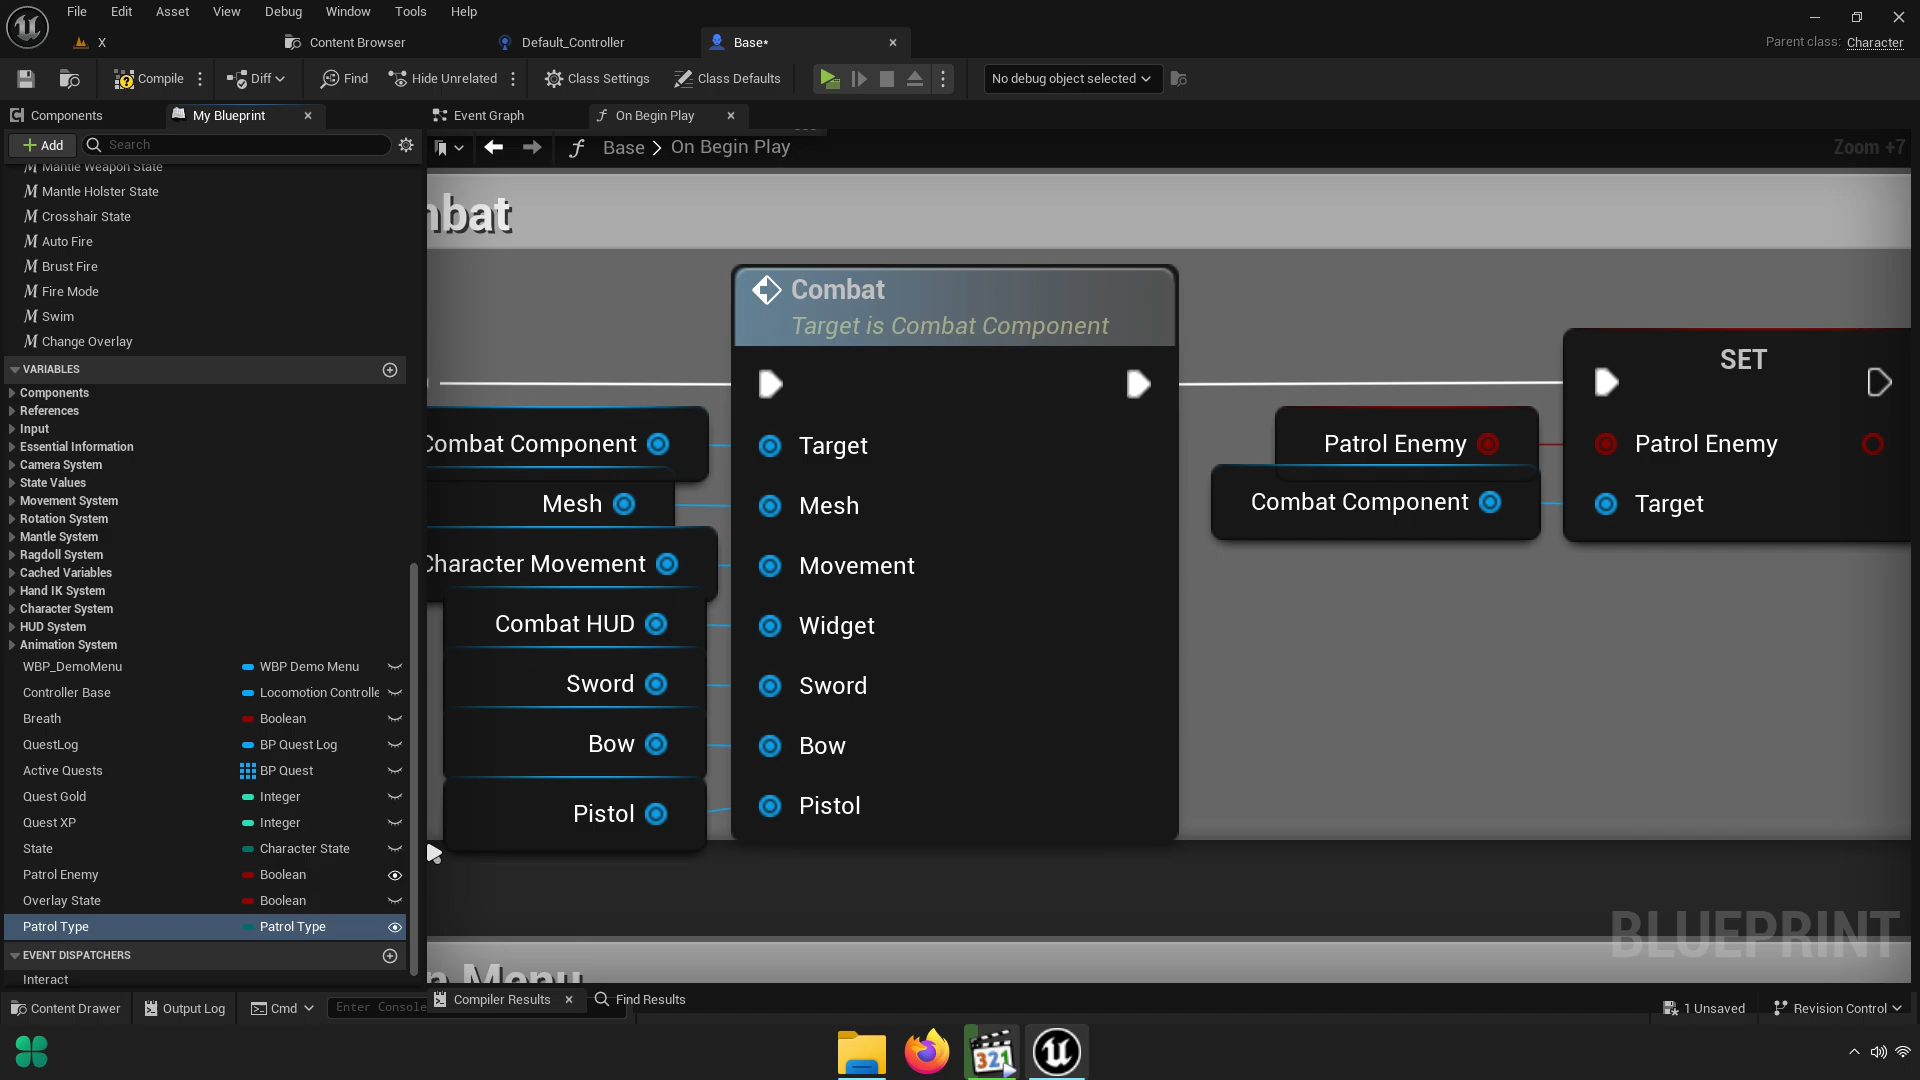 File Edit Asset View Debug Window Tools Help
X Content Browser Default_Controller Base*
Parent class: Character
Compile Diff Find Hide Unrelated Class Settings Class Defaults No debug object selected
Components My Blueprint Event Graph On Begin Play
Add Search Base > On Begin Play Zoom +7
Mantle Weapon State
Mantle Holster State
Crosshair State
Auto Fire
Brust Fire
Fire Mode
Swim
Change Overlay
VARIABLES
Components
References
Input
Essential Information
Camera System
State Values
Movement System
Rotation System
Mantle System
Ragdoll System
Cached Variables
Hand IK System
Character System
HUD System
Animation System
WBP_DemoMenu WBP Demo Menu
Controller Base Locomotion Controlle
Breath Boolean
QuestLog BP Quest Log
Active Quests BP Quest
Quest Gold Integer
Quest XP Integer
State Character State
Patrol Enemy Boolean
Overlay State Boolean
Patrol Type Patrol Type
EVENT DISPATCHERS
Interact
mbat
Combat
Target is Combat Component
Combat Component Target
Mesh Mesh
Character Movement Movement
Combat HUD Widget
Sword Sword
Bow Bow
Pistol Pistol
SET
Patrol Enemy Patrol Enemy
Combat Component Target
BLUEPRINT
n Menu
Compiler Results Find Results
Content Drawer Output Log Cmd Enter Console 1 Unsaved Revision Control
321